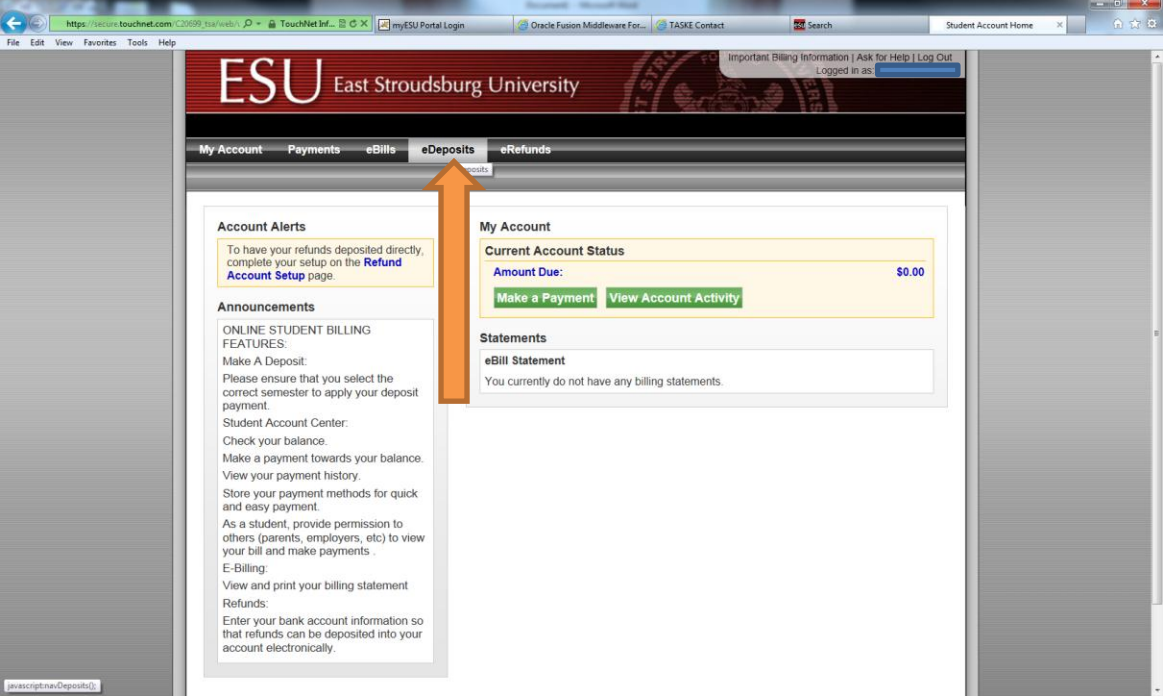 Document1 - Microsoft Word
https://secure.touchnet.com/C20699_tsa/web/
TouchNet Inf...
myESU Portal Login
Oracle Fusion Middleware For...
TASKE Contact
Search
Student Account Home
File Edit View Favorites Tools Help
ESU East Stroudsburg University
Important Billing Information | Ask for Help | Log Out
Logged in as:
My Account Payments eBills eDeposits eRefunds
Account Alerts
To have your refunds deposited directly,
complete your setup on the Refund
Account Setup page.
Announcements
ONLINE STUDENT BILLING
FEATURES:
Make A Deposit:
Please ensure that you select the
correct semester to apply your deposit
payment.
Student Account Center:
Check your balance.
Make a payment towards your balance.
View your payment history.
Store your payment methods for quick
and easy payment.
As a student, provide permission to
others (parents, employers, etc) to view
your bill and make payments .
E-Billing:
View and print your billing statement
Refunds:
Enter your bank account information so
that refunds can be deposited into your
account electronically.
My Account
Current Account Status
Amount Due: $0.00
Make a Payment View Account Activity
Statements
eBill Statement
You currently do not have any billing statements.
javascript:navDeposits();